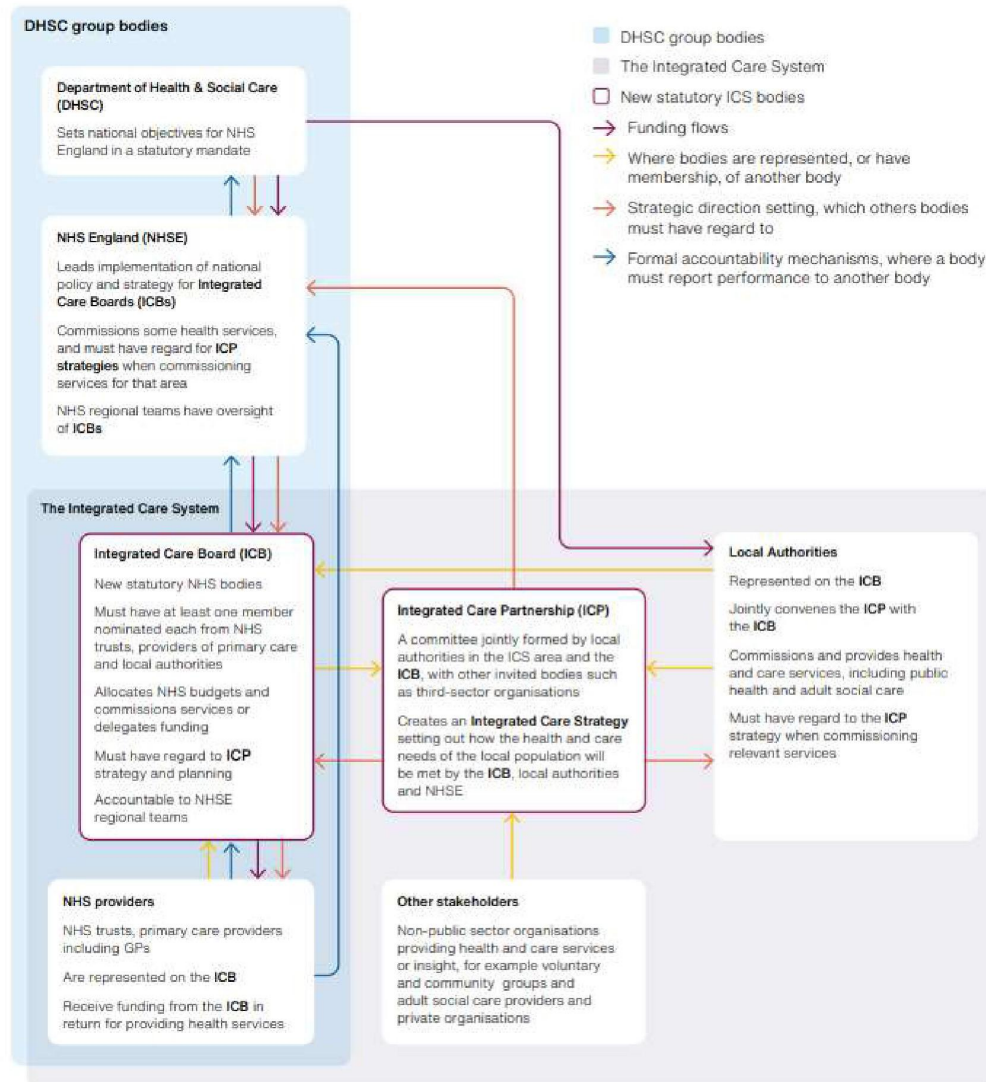 DHSC group bodies
Department of Health & Social Care
(DHSC)
Sets national objectives for NHS
England in a statutory mandate
NHS England (NHSE)
Leads implementation of national
policy and strategy for Integrated
Care Boards (ICBs)
Commissions some health services,
and must have regard for ICP
strategies when commissioning
services for that area
NHS regional teams have oversight
of ICBs
DHSC group bodies
The Integrated Care System
New statutory ICS bodies
Funding flows
Where bodies are represented, or have
membership, of another body
Strategic direction setting, which others bodies
must have regard to
Formal accountability mechanisms, where a body
must report performance to another body
The Integrated Care System
Integrated Care Board (ICB)
New statutory NHS bodies
Must have at least one member
nominated each from NHS
trusts, providers of primary care
and local authorities
Allocates NHS budgets and
commissions services or
delegates funding
Must have regard to ICP
strategy and planning
Accountable to NHSE
regional teams
Integrated Care Partnership (ICP)
A committee jointly formed by local
authorities in the ICS area and the
ICB, with other invited bodies such
as third-sector organisations
Creates an Integrated Care Strategy
setting out how the health and care
needs of the local population will
be met by the ICB, local authorities
and NHSE
Local Authorities
Represented on the ICB
Jointly convenes the ICP with
the ICB
Commissions and provides health
and care services, including public
health and adult social care
Must have regard to the ICP
strategy when commissioning
relevant services
NHS providers
NHS trusts, primary care providers
including GPs
Are represented on the ICB
Receive funding from the ICB in
return for providing health services
Other stakeholders
Non-public sector organisations
providing health and care services
or insight, for example voluntary
and community groups and
adult social care providers and
private organisations